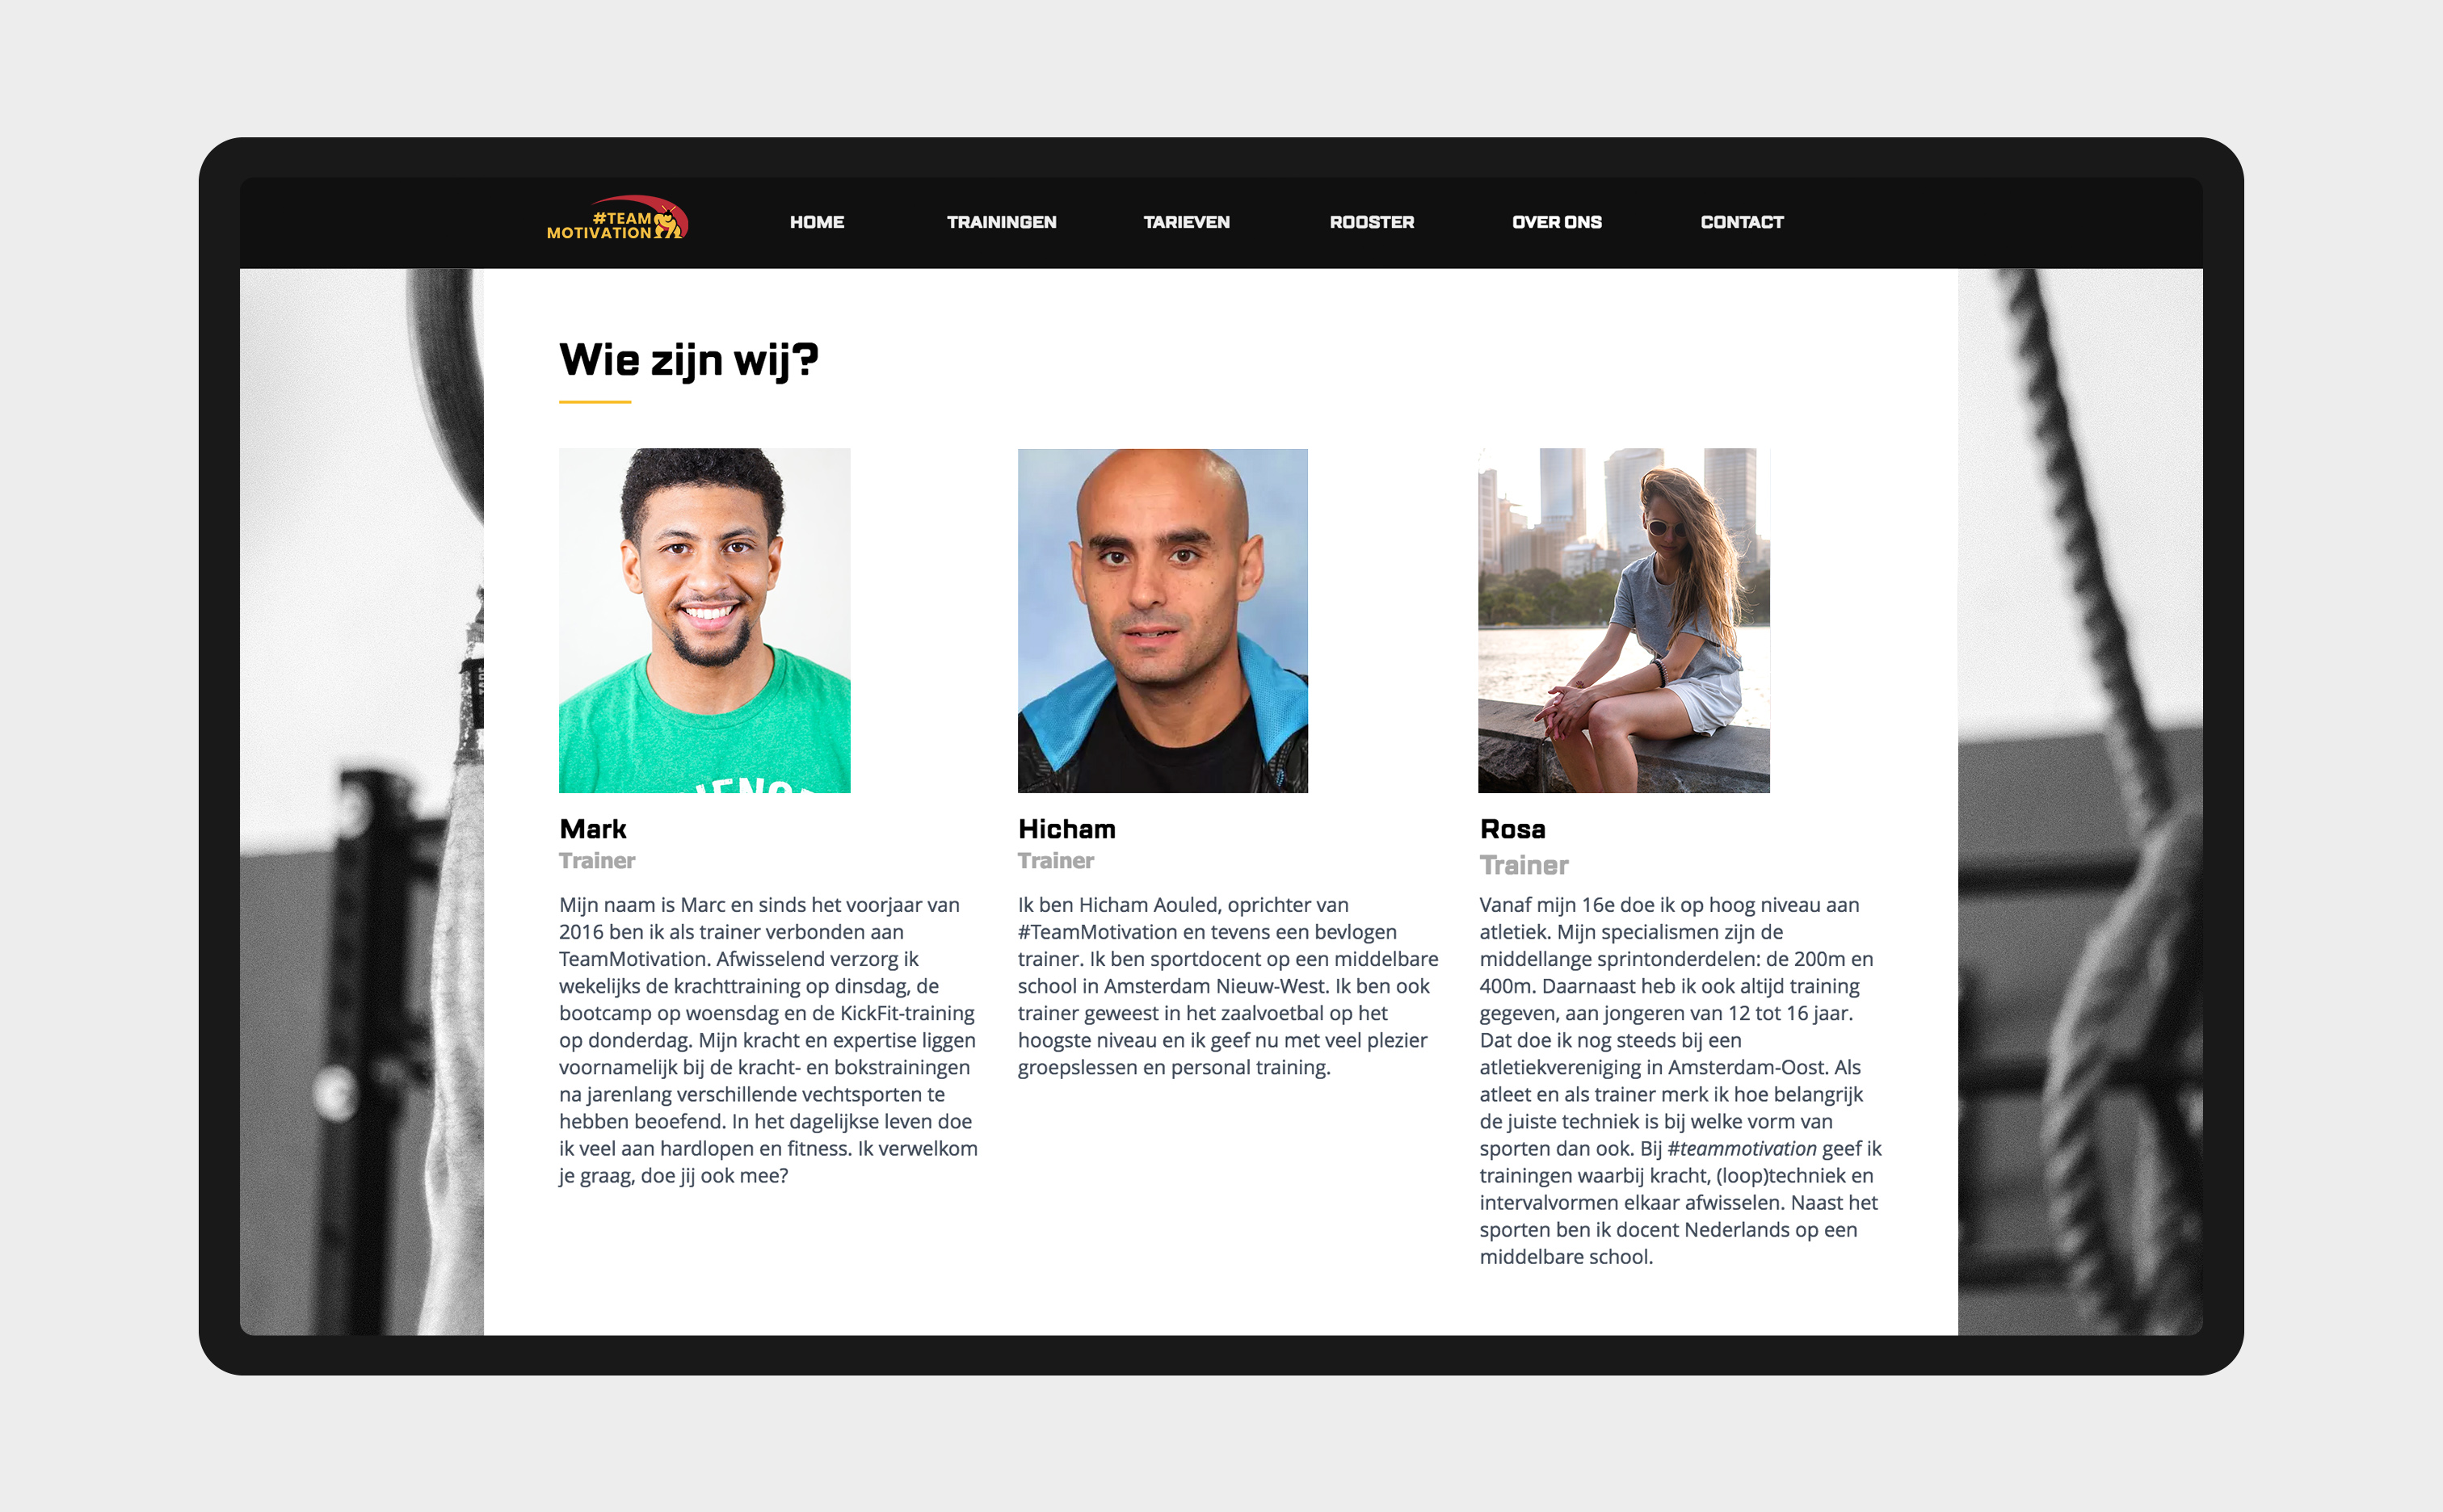 #TEAM
MOTIVATION
HOME TRAININGEN TARIEVEN ROOSTER OVER ONS CONTACT
Wie zijn wij?
Mark
Trainer
Mijn naam is Marc en sinds het voorjaar van
2016 ben ik als trainer verbonden aan
TeamMotivation. Afwisselend verzorg ik
wekelijks de krachttraining op dinsdag, de
bootcamp op woensdag en de KickFit-training
op donderdag. Mijn kracht en expertise liggen
voornamelijk bij de kracht- en bokstrainingen
na jarenlang verschillende vechtsporten te
hebben beoefend. In het dagelijkse leven doe
ik veel aan hardlopen en fitness. Ik verwelkom
je graag, doe jij ook mee?
Hicham
Trainer
Ik ben Hicham Aouled, oprichter van
#TeamMotivation en tevens een bevlogen
trainer. Ik ben sportdocent op een middelbare
school in Amsterdam Nieuw-West. Ik ben ook
trainer geweest in het zaalvoetbal op het
hoogste niveau en ik geef nu met veel plezier
groepslessen en personal training.
Rosa
Trainer
Vanaf mijn 16e doe ik op hoog niveau aan
atletiek. Mijn specialismen zijn de
middellange sprintonderdelen: de 200m en
400m. Daarnaast heb ik ook altijd training
gegeven, aan jongeren van 12 tot 16 jaar.
Dat doe ik nog steeds bij een
atletiekvereniging in Amsterdam-Oost. Als
atleet en als trainer merk ik hoe belangrijk
de juiste techniek is bij welke vorm van
sporten dan ook. Bij #teammotivation geef ik
trainingen waarbij kracht, (loop)techniek en
intervalvormen elkaar afwisselen. Naast het
sporten ben ik docent Nederlands op een
middelbare school.